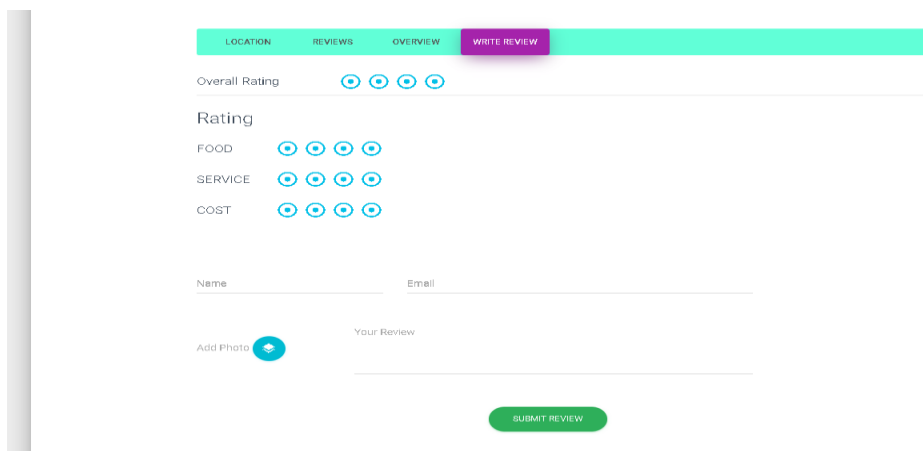 LOCATION REVIEWS OVERVIEW WRITE REVIEW
Overall Rating
Rating
FOOD
SERVICE
COST
Name Email
Your Review
Add Photo
SUBMIT REVIEW